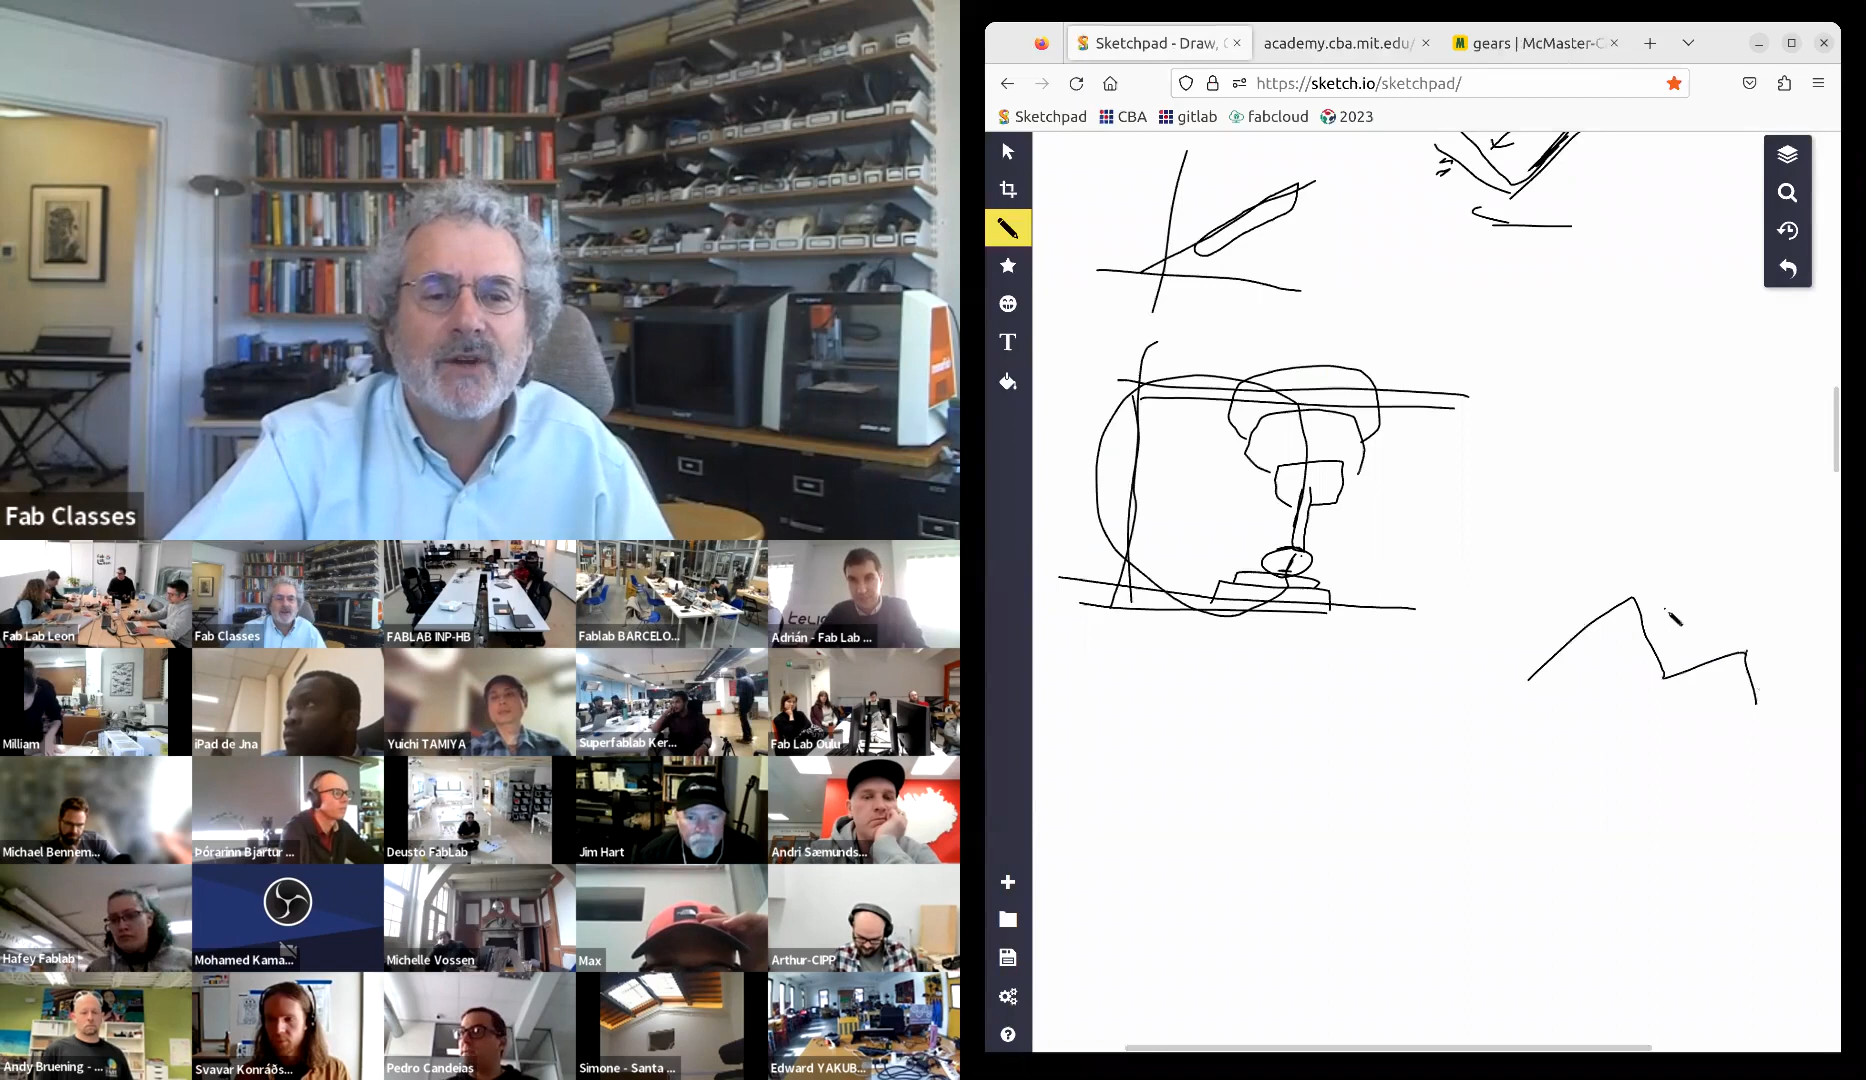 Fab Classes
Fab Lab Leon
Fab Classes
FABLAB INP-HB
Fablab BARCELO...
Adrián - Fab Lab ...
Milliam
iPad de Jna
Yuichi TAMIYA
Superfablab Ker...
Fab Lab Oulu
Michael Bennem...
Þórarinn Bjartur ...
Deusto FabLab
Jim Hart
Andri Sæmunds...
Hafey Fablab
Mohamed Kama...
Michelle Vossen
Max
Arthur-CIPP
Andy Bruening - ...
Svavar Konráðs...
Pedro Candeias
Simone - Santa ...
Edward YAKUB...
Sketchpad - Draw,
academy.cba.mit.edu/
gears | McMaster-C
https://sketch.io/sketchpad/
Sketchpad
CBA
gitlab
fabcloud
2023